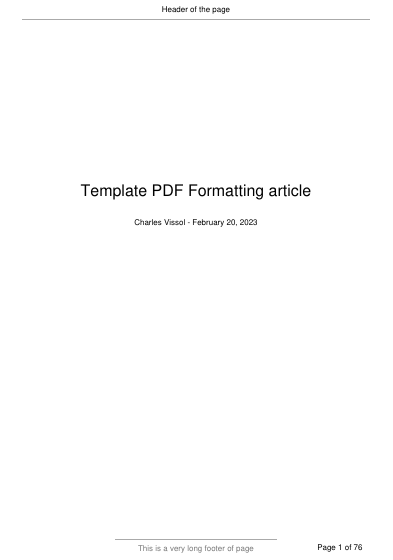 Header of the page
Template PDF Formatting article
Charles Vissol - February 20, 2023
This is a very long footer of page
Page 1 of 76